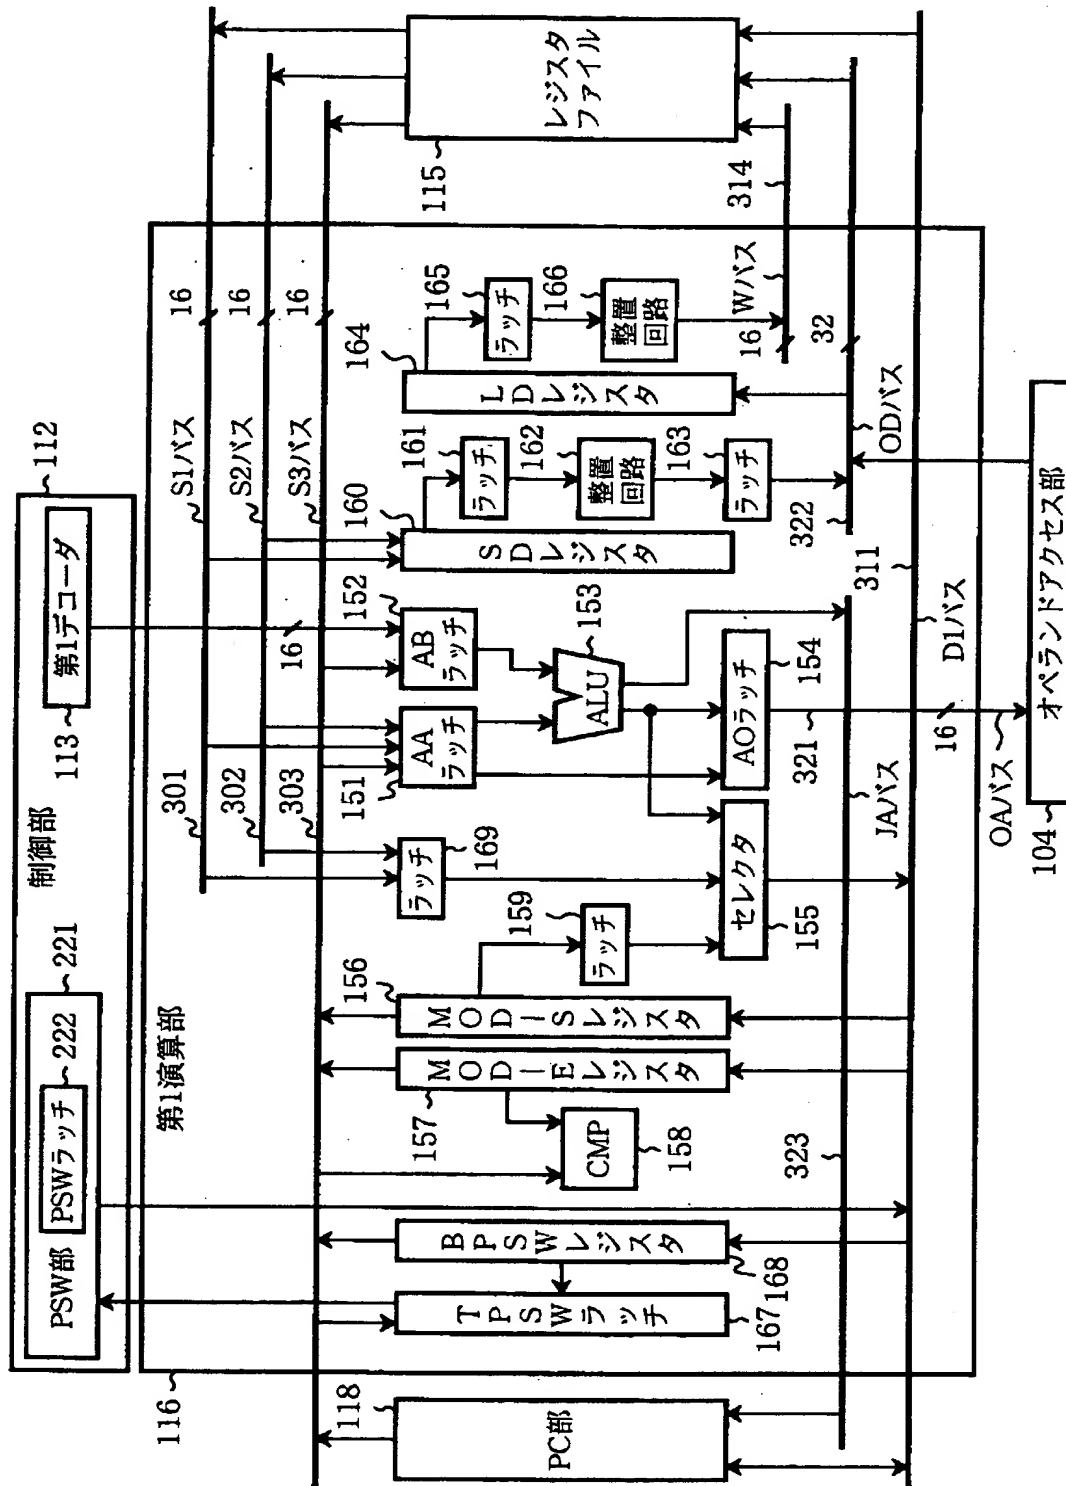 制御部
112
第1デコーダ
113
221
PSW部
PSWラッチ
222
第1演算部
116
301
302
303
S1バス
S2バス
S3バス
16
16
16
レジスタ
ファイル
115
314
Wバス
16
32
ODバス
322
311
D1バス
16
OAバス
321
JAバス
323
オペランドアクセス部
104
PC部
118
TPSWラッチ
167
BPSWレジスタ
168
CMP
158
MOD_Eレジスタ
157
MOD_Sレジスタ
156
ラッチ
159
ラッチ
169
セレクタ
155
AA
ラッチ
151
AB
ラッチ
152
16
ALU
153
AOラッチ
154
SDレジスタ
160
ラッチ
161
整置
回路
162
ラッチ
163
LDレジスタ
164
ラッチ
165
整置
回路
166